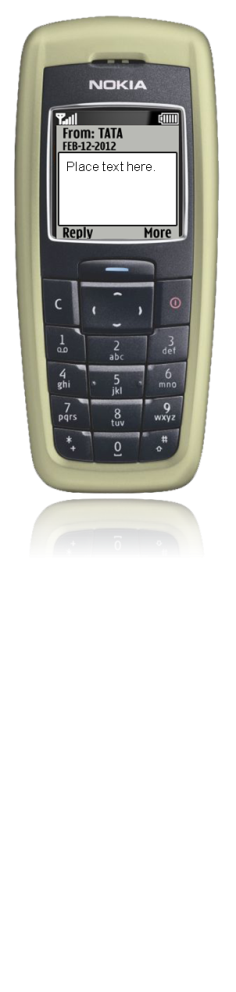 NOKIA
From: TATA
FEB-12-2012
Place text here.
Reply More
C
1 2 3
abc def
4 5 6
ghi jkl mno
7 8 9
pqrs tuv wxyz
* 0 #
+